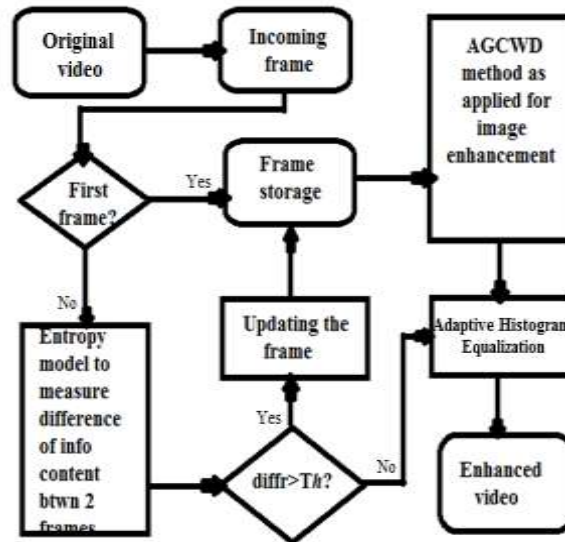 Original
video
Incoming
frame
AGCWD
method as
applied for
image
enhancement
First
frame?
Yes
Frame
storage
No
Updating the
frame
Adaptive Histogram
Equalization
Entropy
model to
measure
difference
of info
content
btwn 2
frames
Yes
diffr>Th?
No
Enhanced
video